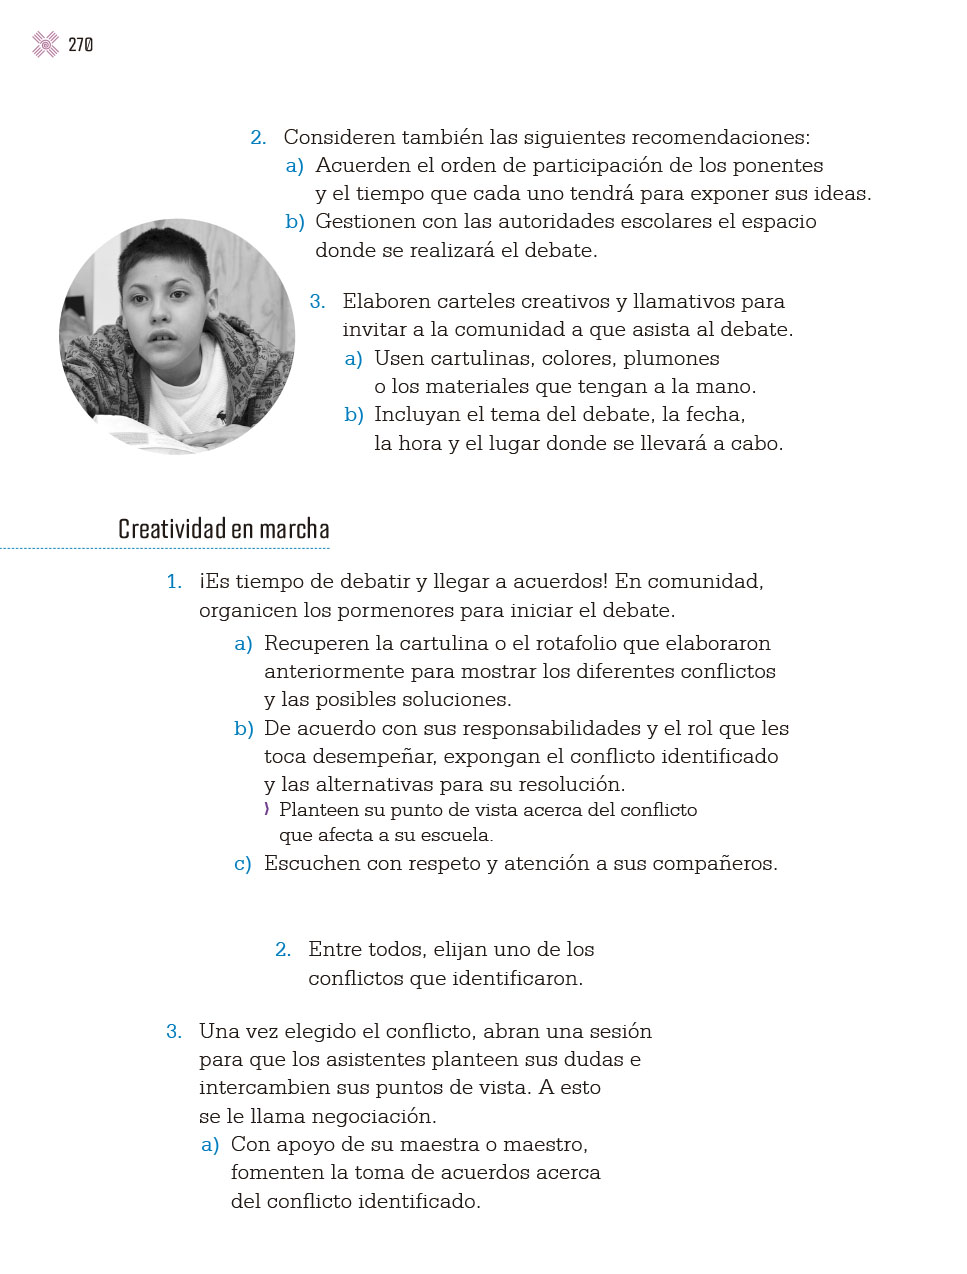 270
2. Consideren también las siguientes recomendaciones:
a) Acuerden el orden de participación de los ponentes
y el tiempo que cada uno tendrá para exponer sus ideas.
b) Gestionen con las autoridades escolares el espacio
donde se realizará el debate.
3. Elaboren carteles creativos y llamativos para
invitar a la comunidad a que asista al debate.
a) Usen cartulinas, colores, plumones
o los materiales que tengan a la mano.
b) Incluyan el tema del debate, la fecha,
la hora y el lugar donde se llevará a cabo.
Creatividad en marcha
1. ¡Es tiempo de debatir y llegar a acuerdos! En comunidad,
organicen los pormenores para iniciar el debate.
a) Recuperen la cartulina o el rotafolio que elaboraron
anteriormente para mostrar los diferentes conflictos
y las posibles soluciones.
b) De acuerdo con sus responsabilidades y el rol que les
toca desempeñar, expongan el conflicto identificado
y las alternativas para su resolución.
⟩ Planteen su punto de vista acerca del conflicto
que afecta a su escuela.
c) Escuchen con respeto y atención a sus compañeros.
2. Entre todos, elijan uno de los
conflictos que identificaron.
3. Una vez elegido el conflicto, abran una sesión
para que los asistentes planteen sus dudas e
intercambien sus puntos de vista. A esto
se le llama negociación.
a) Con apoyo de su maestra o maestro,
fomenten la toma de acuerdos acerca
del conflicto identificado.